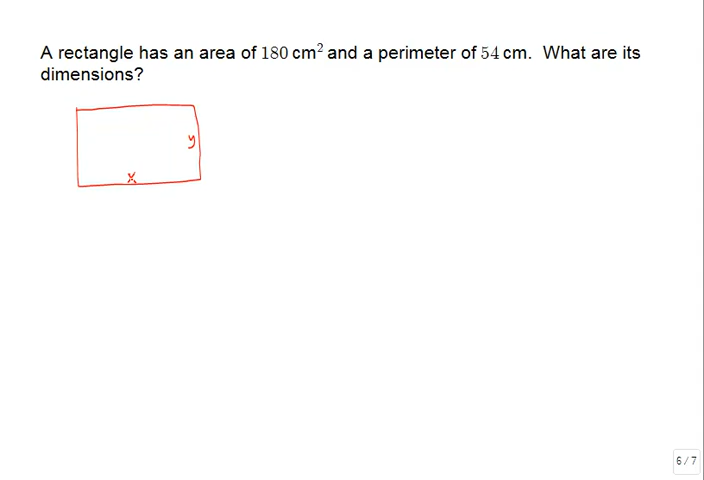 A rectangle has an area of 180 cm² and a perimeter of 54 cm. What are its
dimensions?
y
x
6 / 7